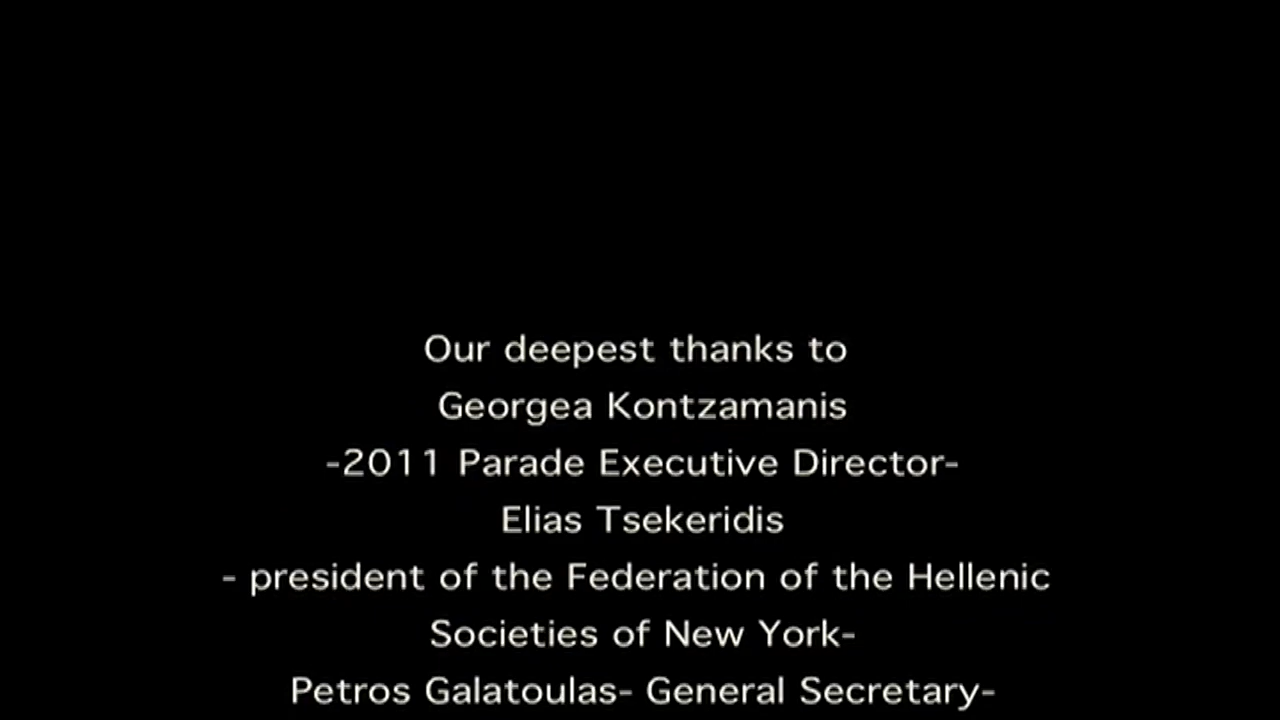 Our deepest thanks to
Georgea Kontzamanis
-2011 Parade Executive Director-
Elias Tsekeridis
- president of the Federation of the Hellenic
Societies of New York-
Petros Galatoulas- General Secretary-